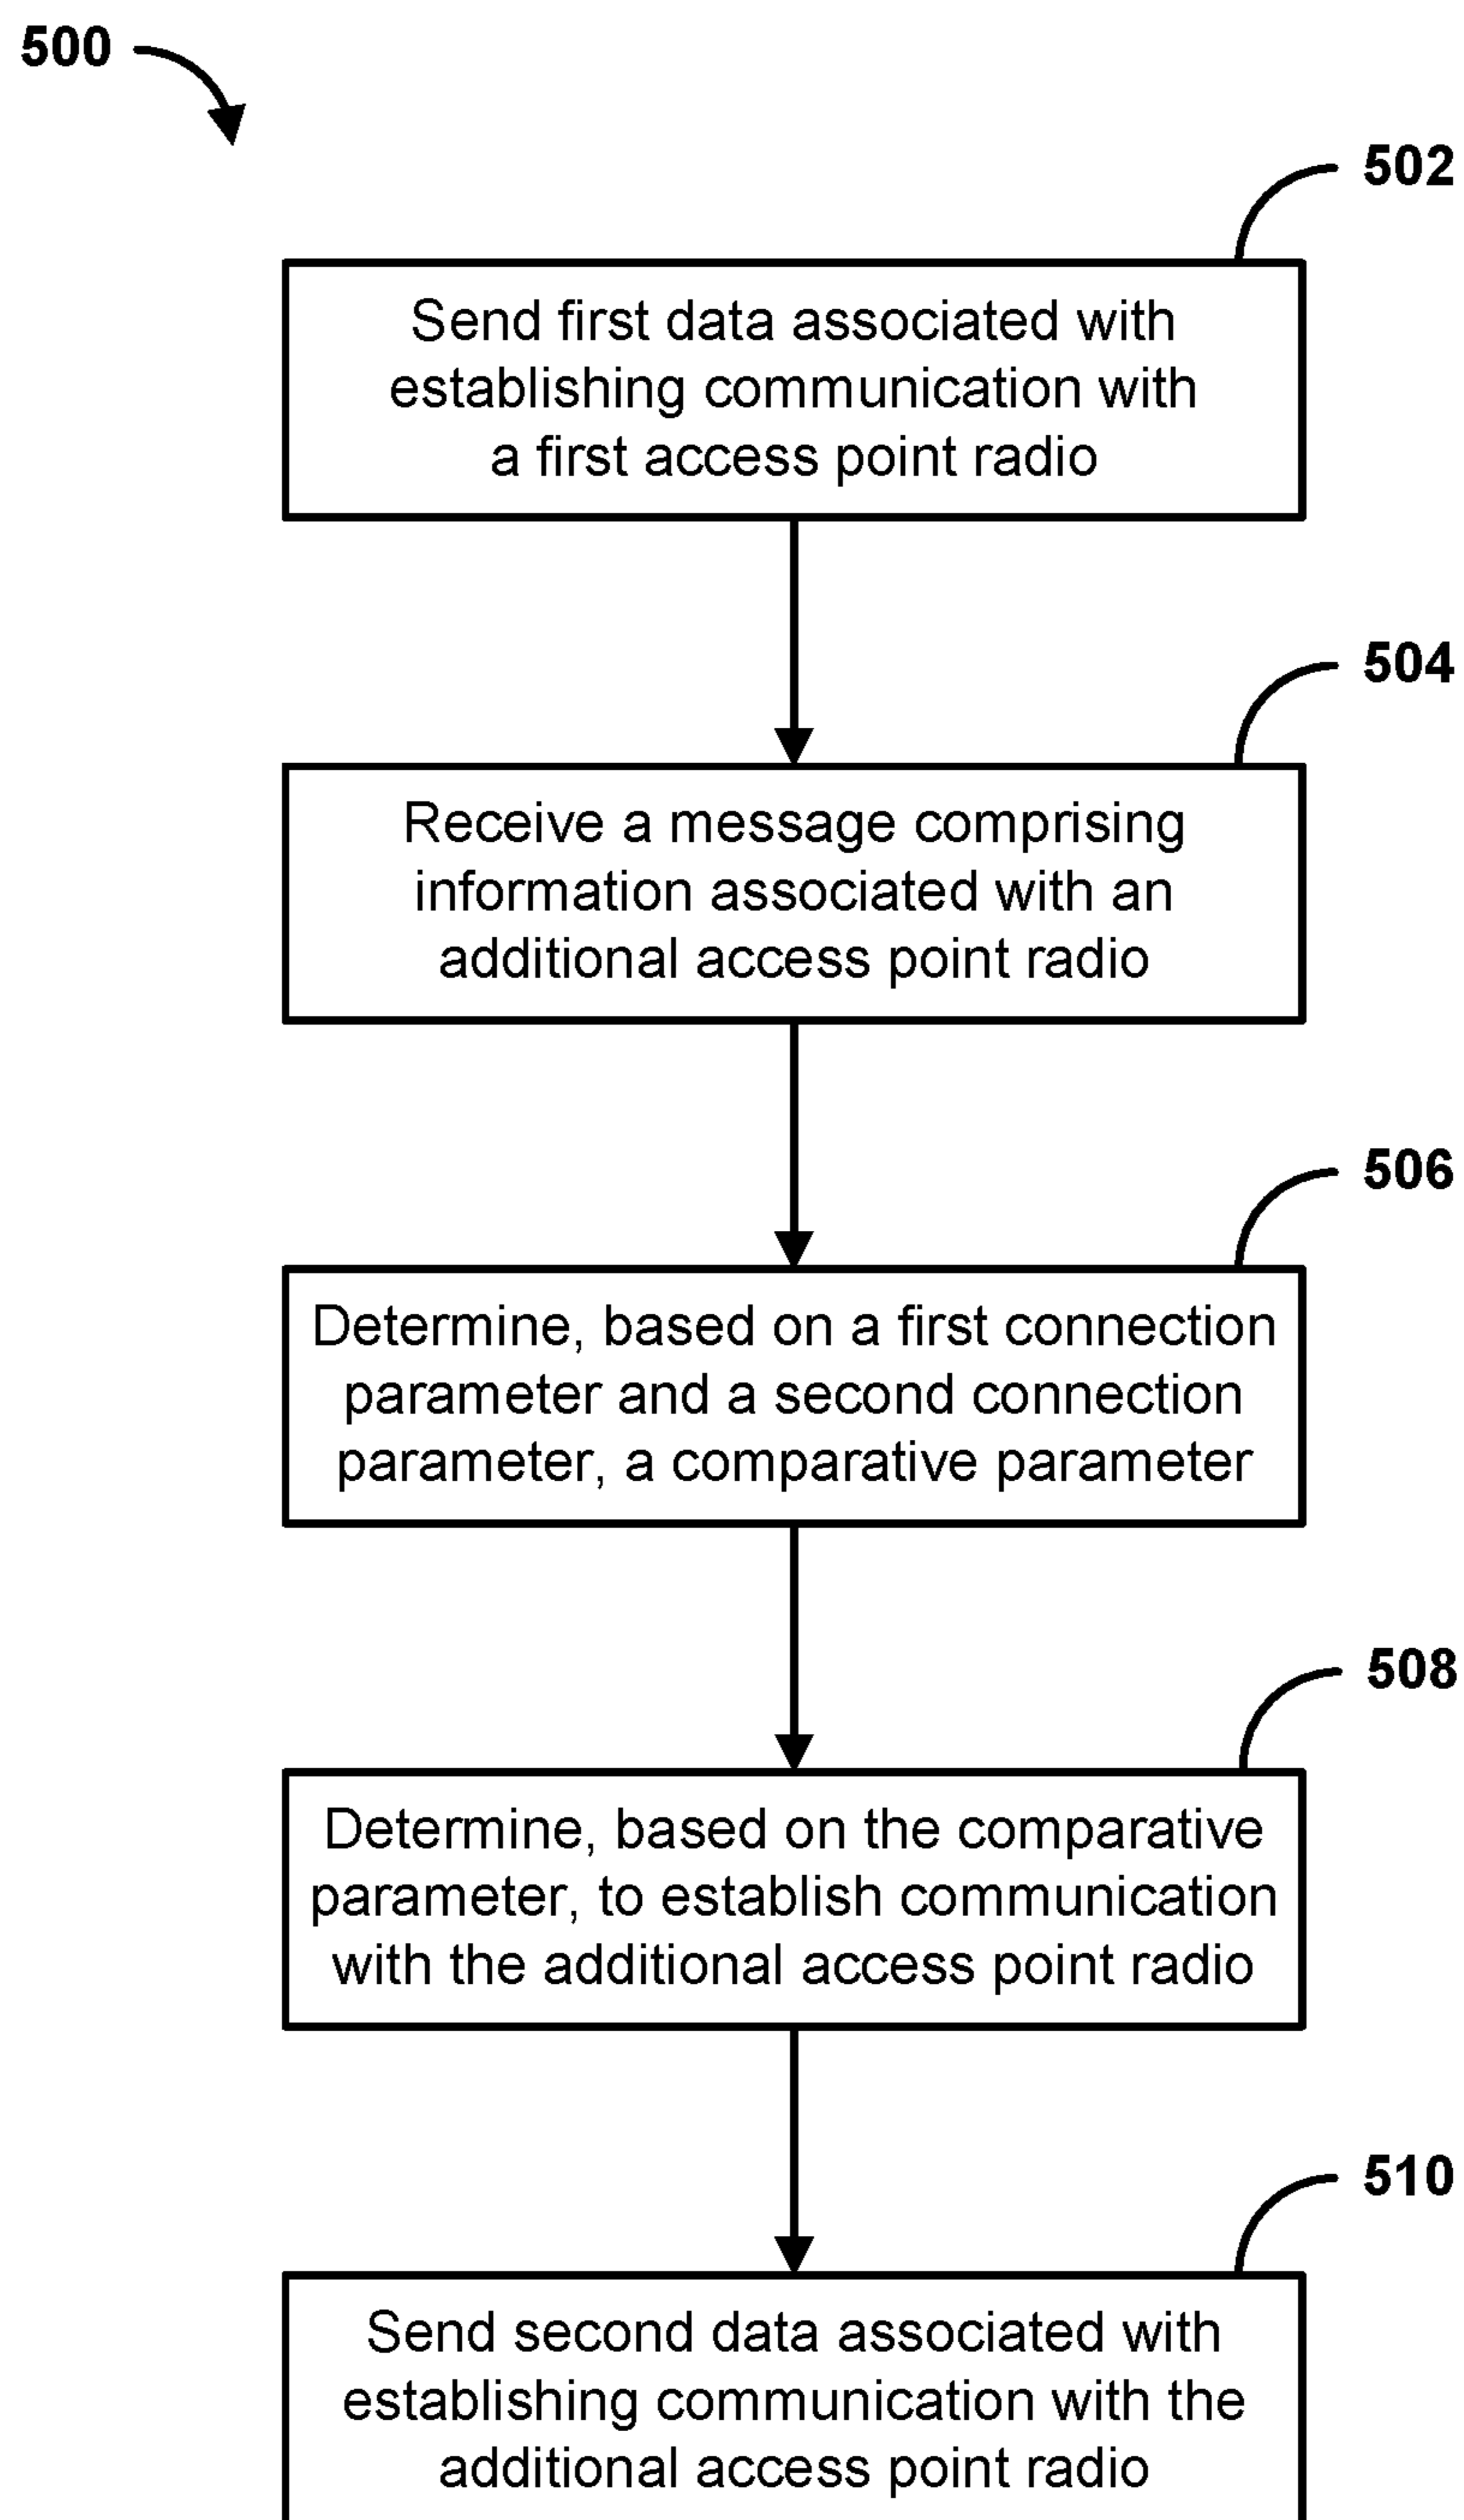 500
502
Send first data associated with
establishing communication with
a first access point radio
504
Receive a message comprising
information associated with an
additional access point radio
506
Determine, based on a first connection
parameter and a second connection
parameter, a comparative parameter
508
Determine, based on the comparative
parameter, to establish communication
with the additional access point radio
510
Send second data associated with
establishing communication with the
additional access point radio